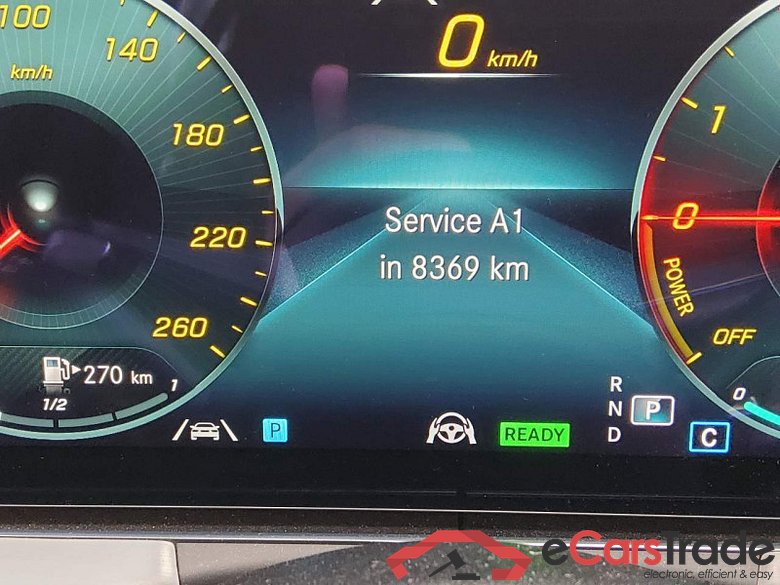 100
140
km/h
180
220
260
0 km/h
Service A1
in 8369 km
1
0
POWER
OFF
270 km
1/2
1
P
READY
R
N P
D
C
0
eCarsTrade
electronic, efficient & easy